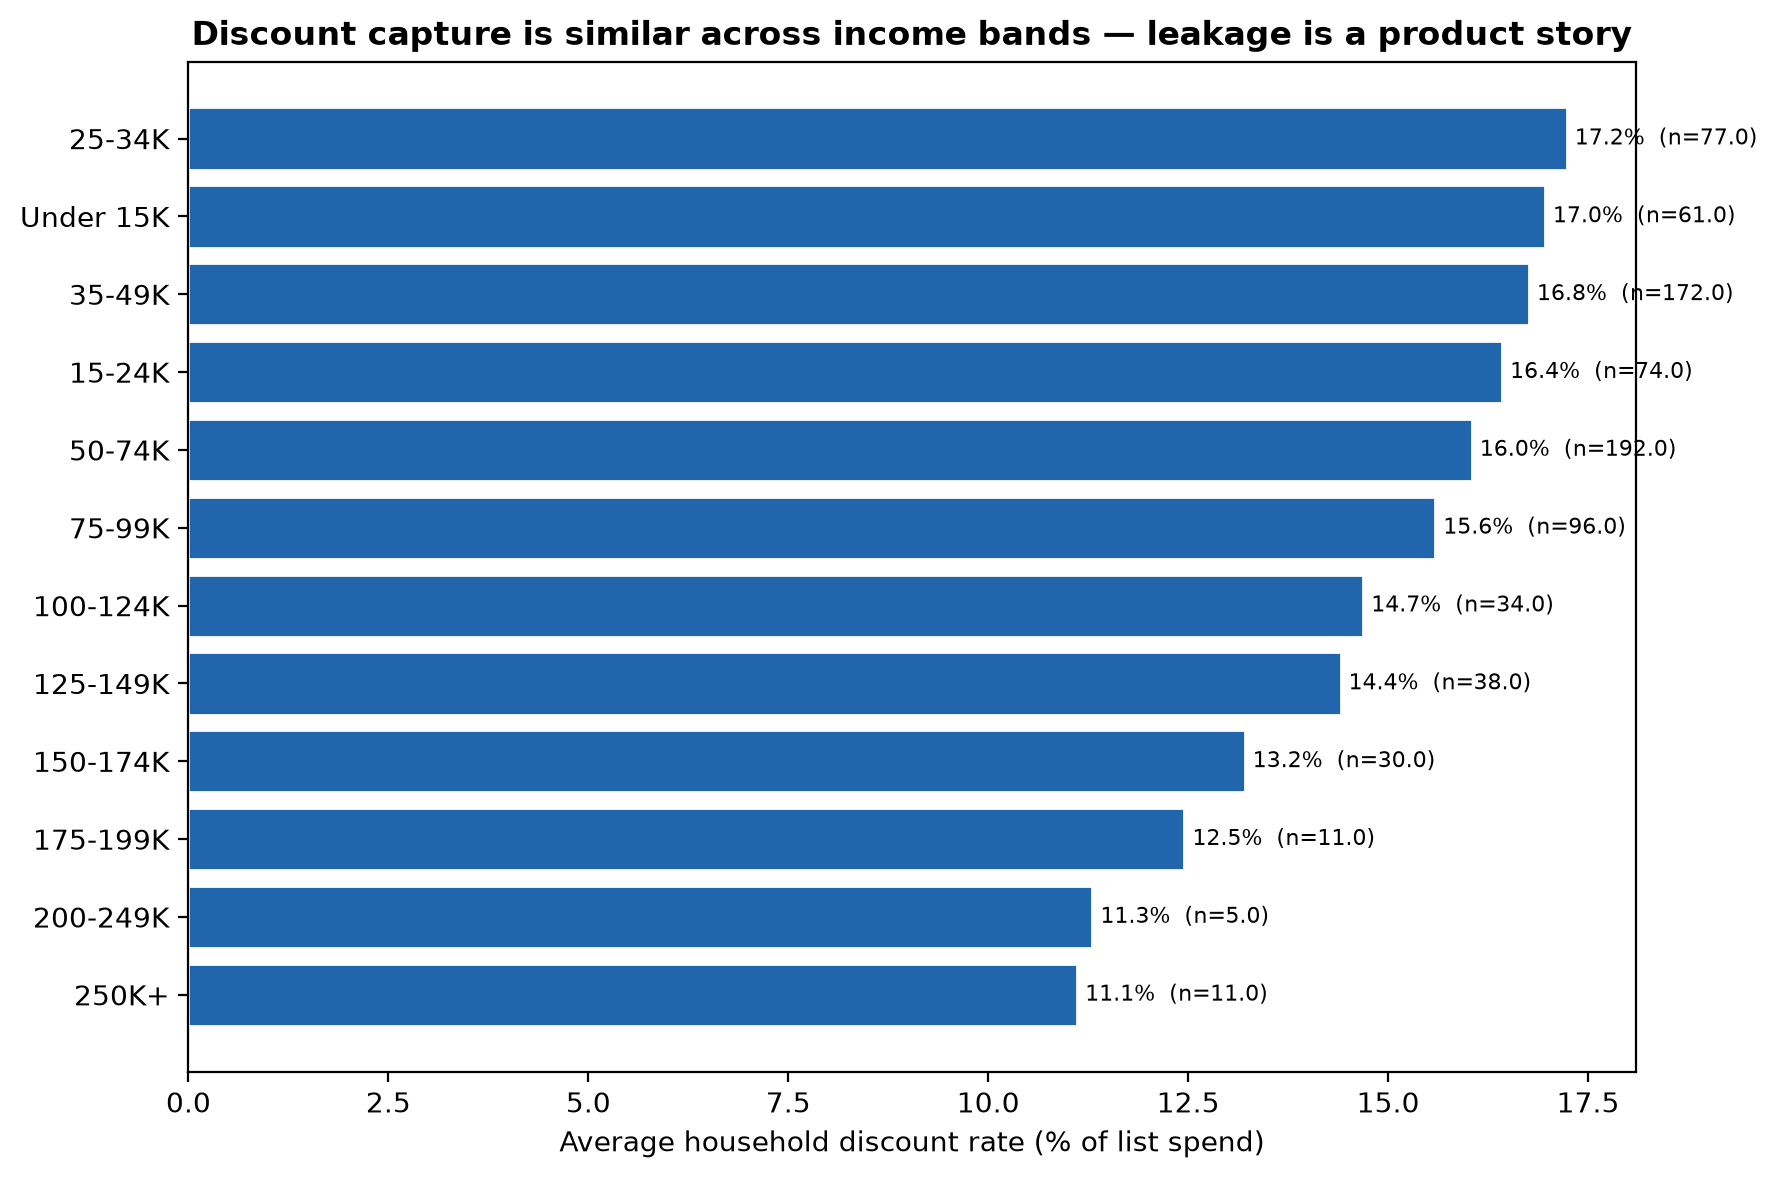 Discount capture is similar across income bands — leakage is a product story
25-34K 17.2% (n=77.0)
Under 15K 17.0% (n=61.0)
35-49K 16.8% (n=172.0)
15-24K 16.4% (n=74.0)
50-74K 16.0% (n=192.0)
75-99K 15.6% (n=96.0)
100-124K 14.7% (n=34.0)
125-149K 14.4% (n=38.0)
150-174K 13.2% (n=30.0)
175-199K 12.5% (n=11.0)
200-249K 11.3% (n=5.0)
250K+ 11.1% (n=11.0)
0.0 2.5 5.0 7.5 10.0 12.5 15.0 17.5
Average household discount rate (% of list spend)